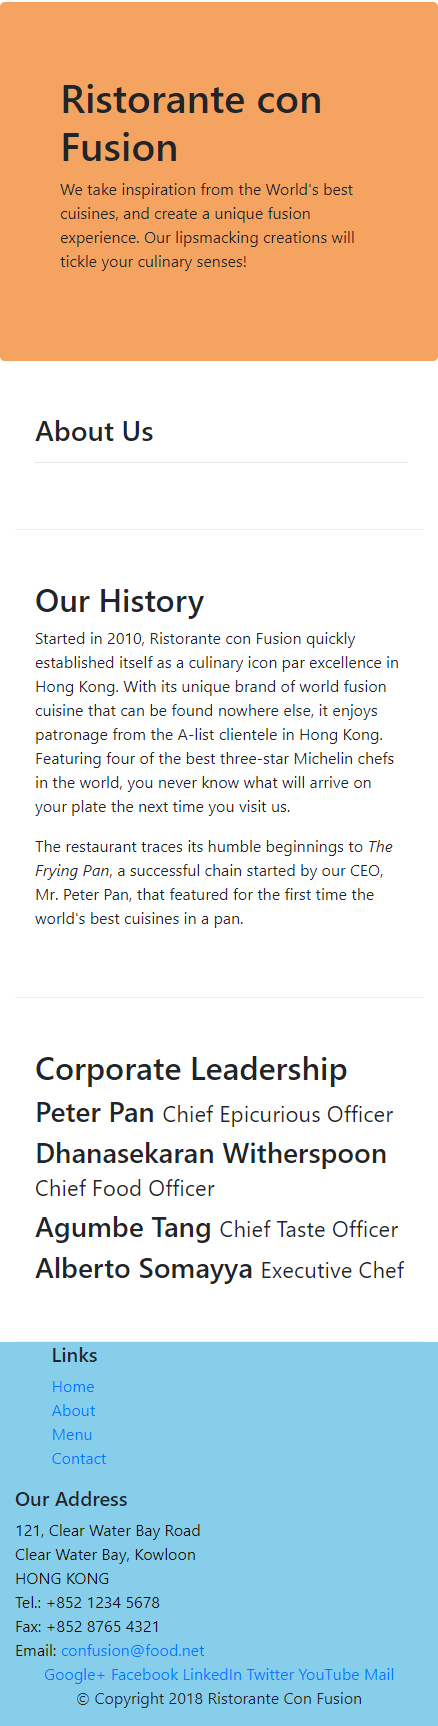 Ristorante con
Fusion
We take inspiration from the World's best
cuisines, and create a unique fusion
experience. Our lipsmacking creations will
tickle your culinary senses!
About Us
Our History
Started in 2010, Ristorante con Fusion quickly
established itself as a culinary icon par excellence in
Hong Kong. With its unique brand of world fusion
cuisine that can be found nowhere else, it enjoys
patronage from the A-list clientele in Hong Kong.
Featuring four of the best three-star Michelin chefs
in the world, you never know what will arrive on
your plate the next time you visit us.
The restaurant traces its humble beginnings to The
Frying Pan, a successful chain started by our CEO,
Mr. Peter Pan, that featured for the first time the
world's best cuisines in a pan.
Corporate Leadership
Peter Pan Chief Epicurious Officer
Dhanasekaran Witherspoon
Chief Food Officer
Agumbe Tang Chief Taste Officer
Alberto Somayya Executive Chef
Links
Home
About
Menu
Contact
Our Address
121, Clear Water Bay Road
Clear Water Bay, Kowloon
HONG KONG
Tel.: +852 1234 5678
Fax: +852 8765 4321
Email: confusion@food.net
Google+ Facebook LinkedIn Twitter YouTube Mail
© Copyright 2018 Ristorante Con Fusion